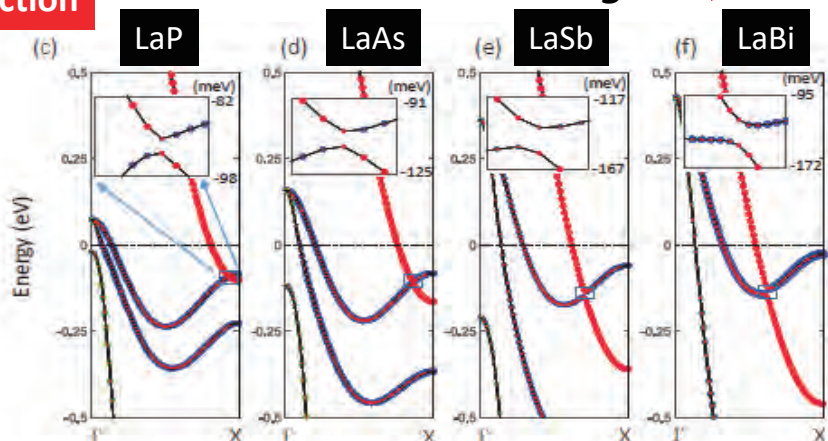 ction
LaP
LaAs
LaSb
LaBi
(c)
(d)
(e)
(f)
0.5
0.5
0.5
0.5
(meV)
(meV)
(meV)
(meV)
-82
-91
-117
-95
-98
-125
-167
-172
0.25
0.25
0.25
0.25
0
0
0
0
-0.25
-0.25
-0.25
-0.25
-0.5
-0.5
-0.5
-0.5
Energy (eV)
Γ
X
Γ
X
Γ
X
Γ
X